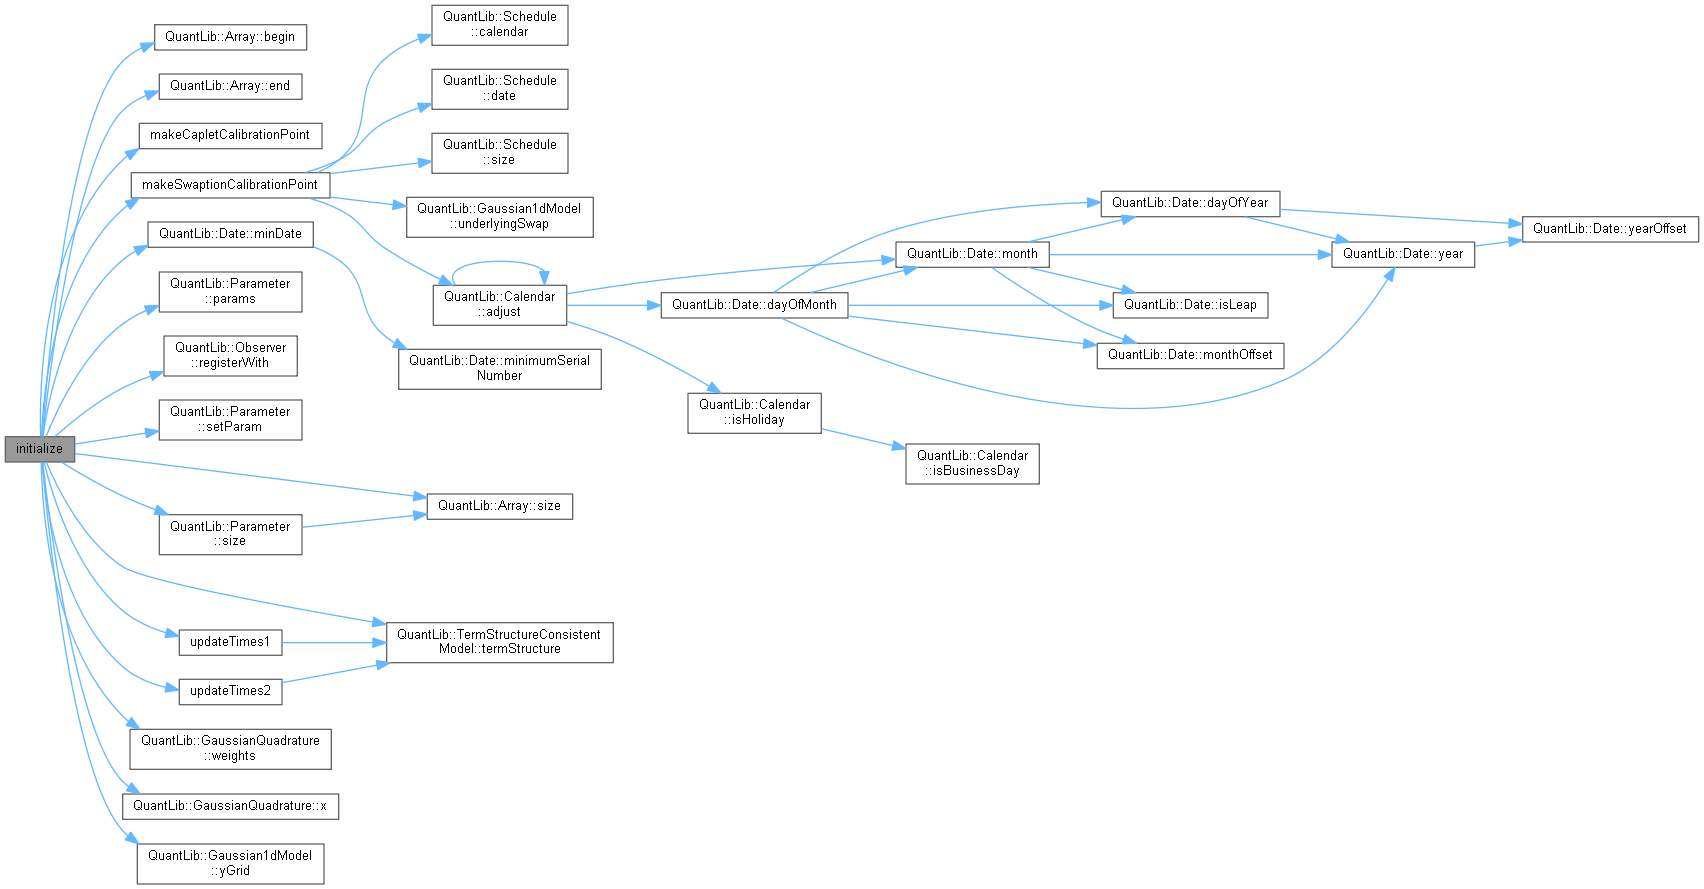 initialize
QuantLib::Array::begin
QuantLib::Array::end
makeCapletCalibrationPoint
makeSwaptionCalibrationPoint
QuantLib::Date::minDate
QuantLib::Parameter
::params
QuantLib::Observer
::registerWith
QuantLib::Parameter
::setParam
QuantLib::Parameter
::size
updateTimes1
updateTimes2
QuantLib::GaussianQuadrature
::weights
QuantLib::GaussianQuadrature::x
QuantLib::Gaussian1dModel
::yGrid
QuantLib::Schedule
::calendar
QuantLib::Schedule
::date
QuantLib::Schedule
::size
QuantLib::Gaussian1dModel
::underlyingSwap
QuantLib::Calendar
::adjust
QuantLib::Date::minimumSerial
Number
QuantLib::Array::size
QuantLib::TermStructureConsistent
Model::termStructure
QuantLib::Date::dayOfMonth
QuantLib::Calendar
::isHoliday
QuantLib::Date::month
QuantLib::Calendar
::isBusinessDay
QuantLib::Date::dayOfYear
QuantLib::Date::isLeap
QuantLib::Date::monthOffset
QuantLib::Date::year
QuantLib::Date::yearOffset